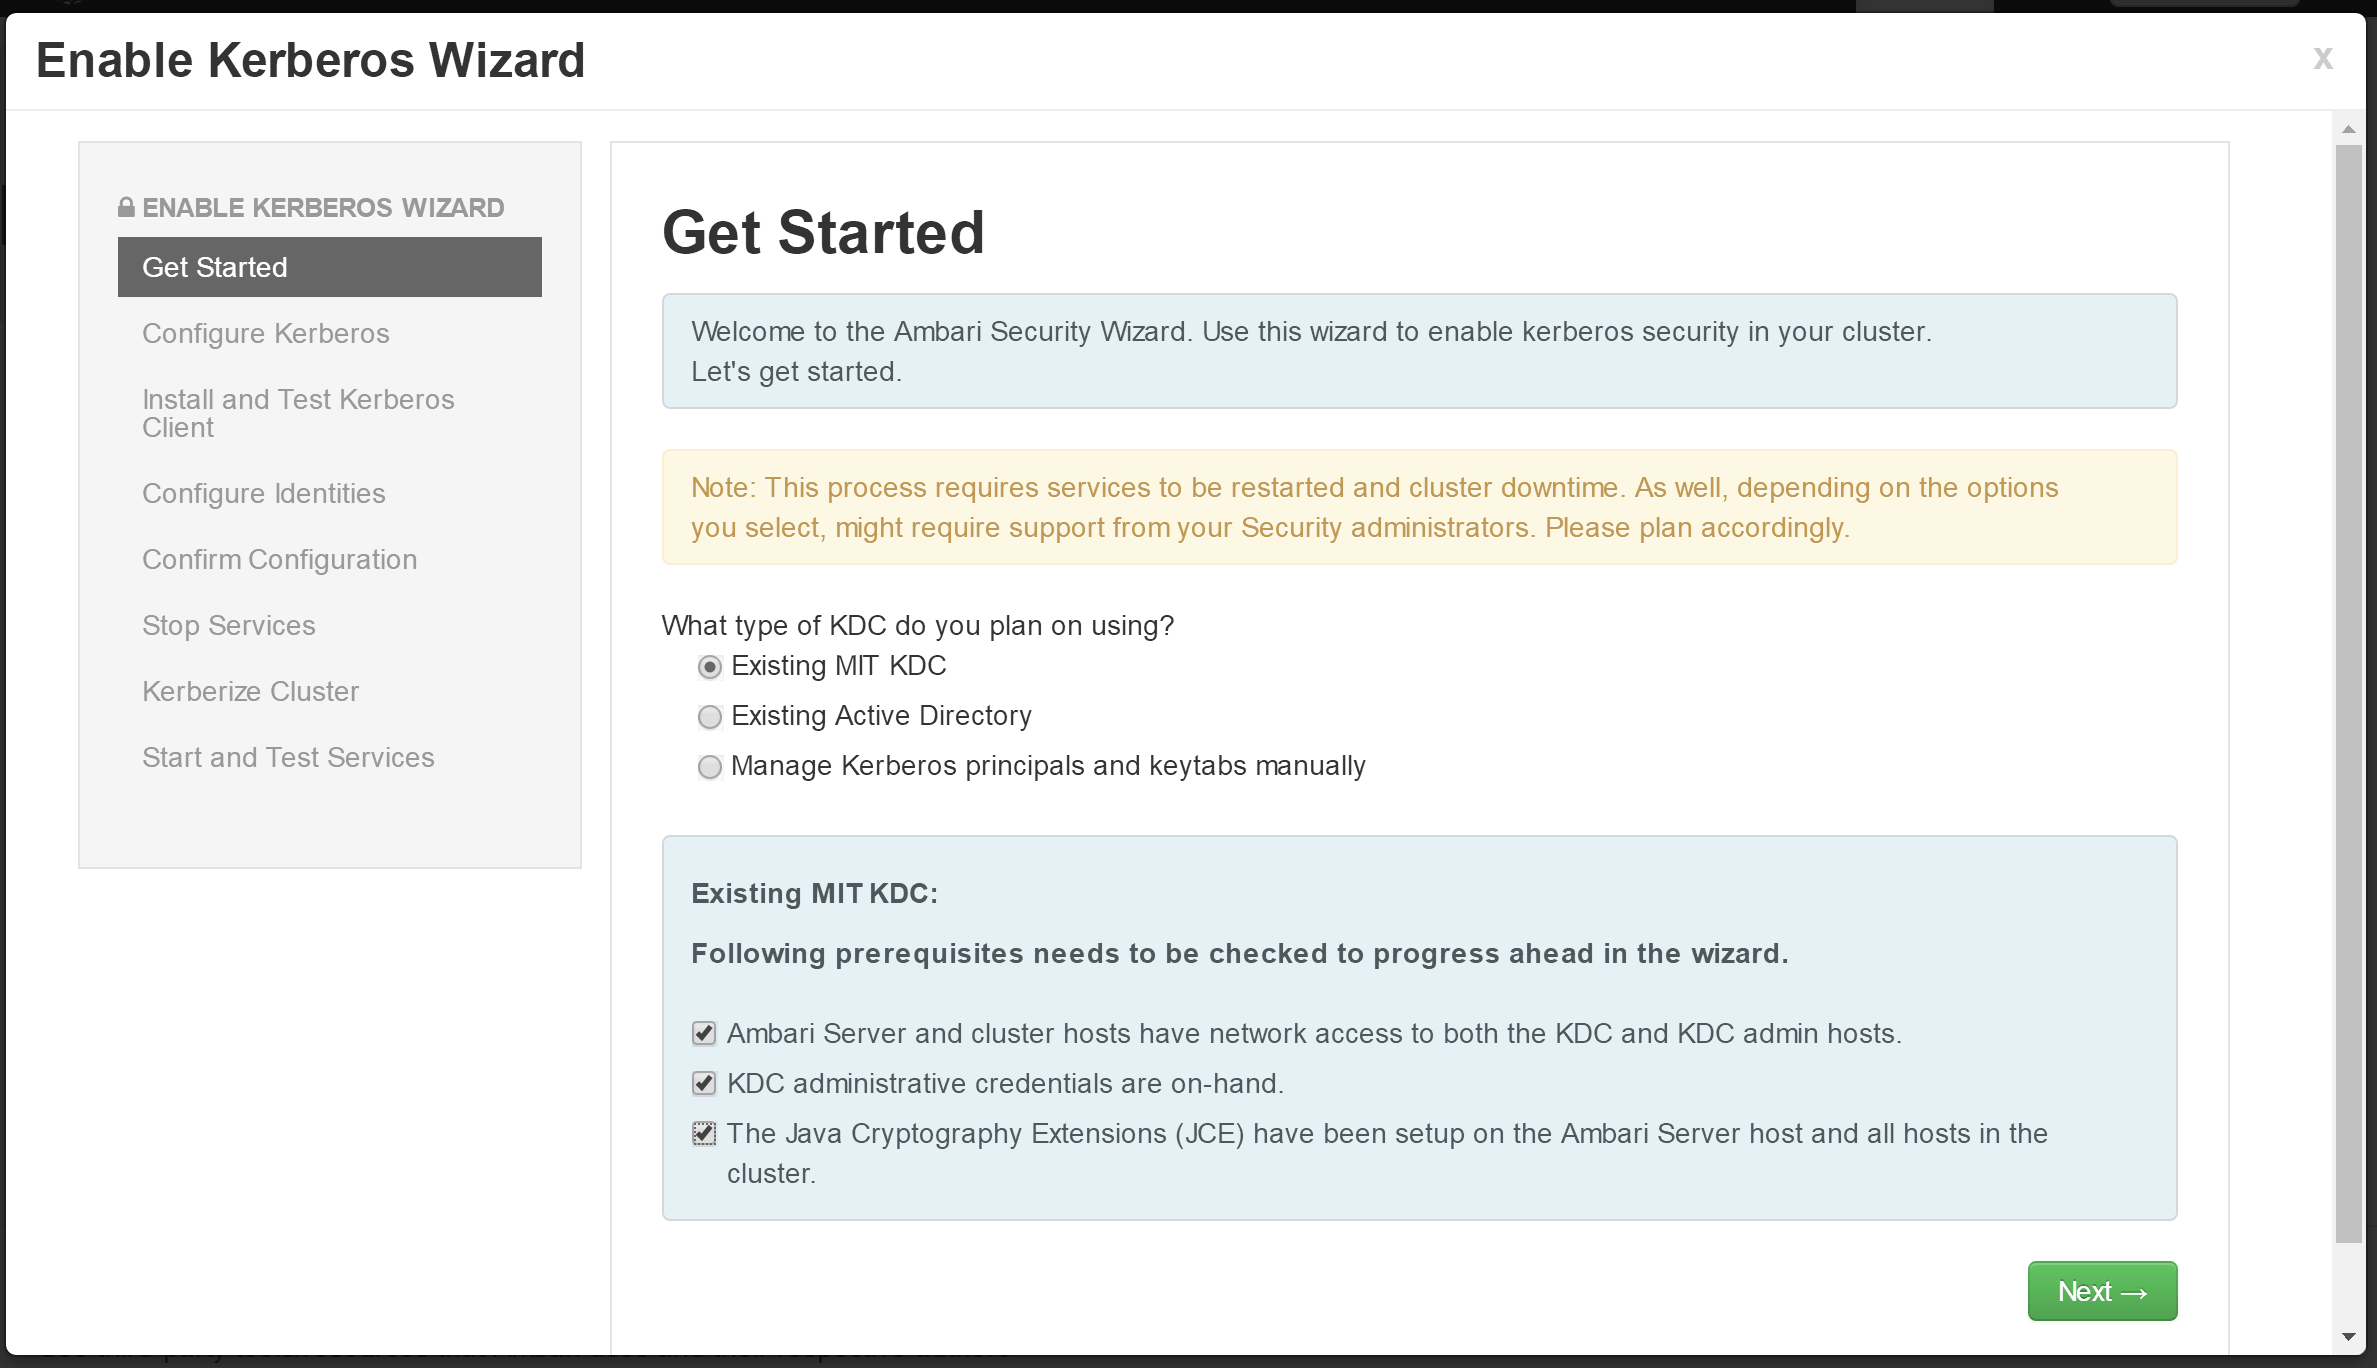 Enable Kerberos Wizard
x
ENABLE KERBEROS WIZARD
Get Started
Configure Kerberos
Install and Test Kerberos
Client
Configure Identities
Confirm Configuration
Stop Services
Kerberize Cluster
Start and Test Services
Get Started
Welcome to the Ambari Security Wizard. Use this wizard to enable kerberos security in your cluster.
Let's get started.
Note: This process requires services to be restarted and cluster downtime. As well, depending on the options
you select, might require support from your Security administrators. Please plan accordingly.
What type of KDC do you plan on using?
Existing MIT KDC
Existing Active Directory
Manage Kerberos principals and keytabs manually
Existing MIT KDC:
Following prerequisites needs to be checked to progress ahead in the wizard.
Ambari Server and cluster hosts have network access to both the KDC and KDC admin hosts.
KDC administrative credentials are on-hand.
The Java Cryptography Extensions (JCE) have been setup on the Ambari Server host and all hosts in the
cluster.
Next →